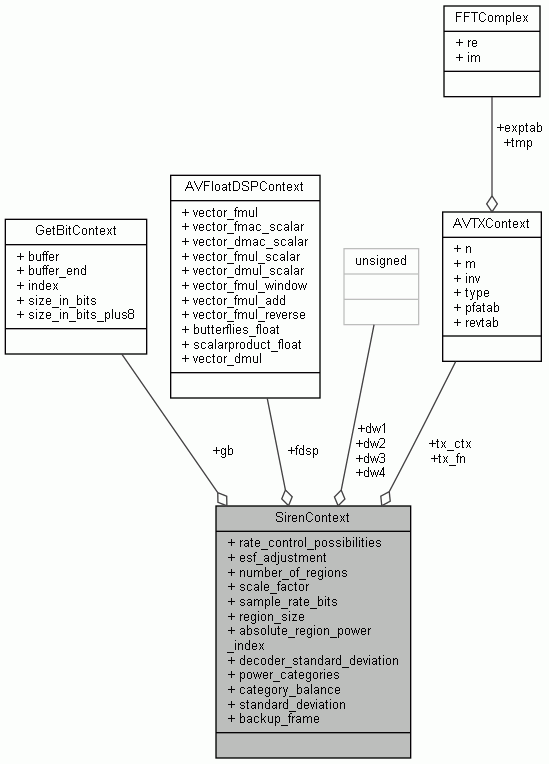 FFTComplex
+ re
+ im
+exptab
+tmp
AVFloatDSPContext
+ vector_fmul
+ vector_fmac_scalar
+ vector_dmac_scalar
+ vector_fmul_scalar
+ vector_dmul_scalar
+ vector_fmul_window
+ vector_fmul_add
+ vector_fmul_reverse
+ butterflies_float
+ scalarproduct_float
+ vector_dmul
GetBitContext
+ buffer
+ buffer_end
+ index
+ size_in_bits
+ size_in_bits_plus8
unsigned
AVTXContext
+ n
+ m
+ inv
+ type
+ pfatab
+ revtab
+gb
+fdsp
+dw1
+dw2
+dw3
+dw4
+tx_ctx
+tx_fn
SirenContext
+ rate_control_possibilities
+ esf_adjustment
+ number_of_regions
+ scale_factor
+ sample_rate_bits
+ region_size
+ absolute_region_power
_index
+ decoder_standard_deviation
+ power_categories
+ category_balance
+ standard_deviation
+ backup_frame